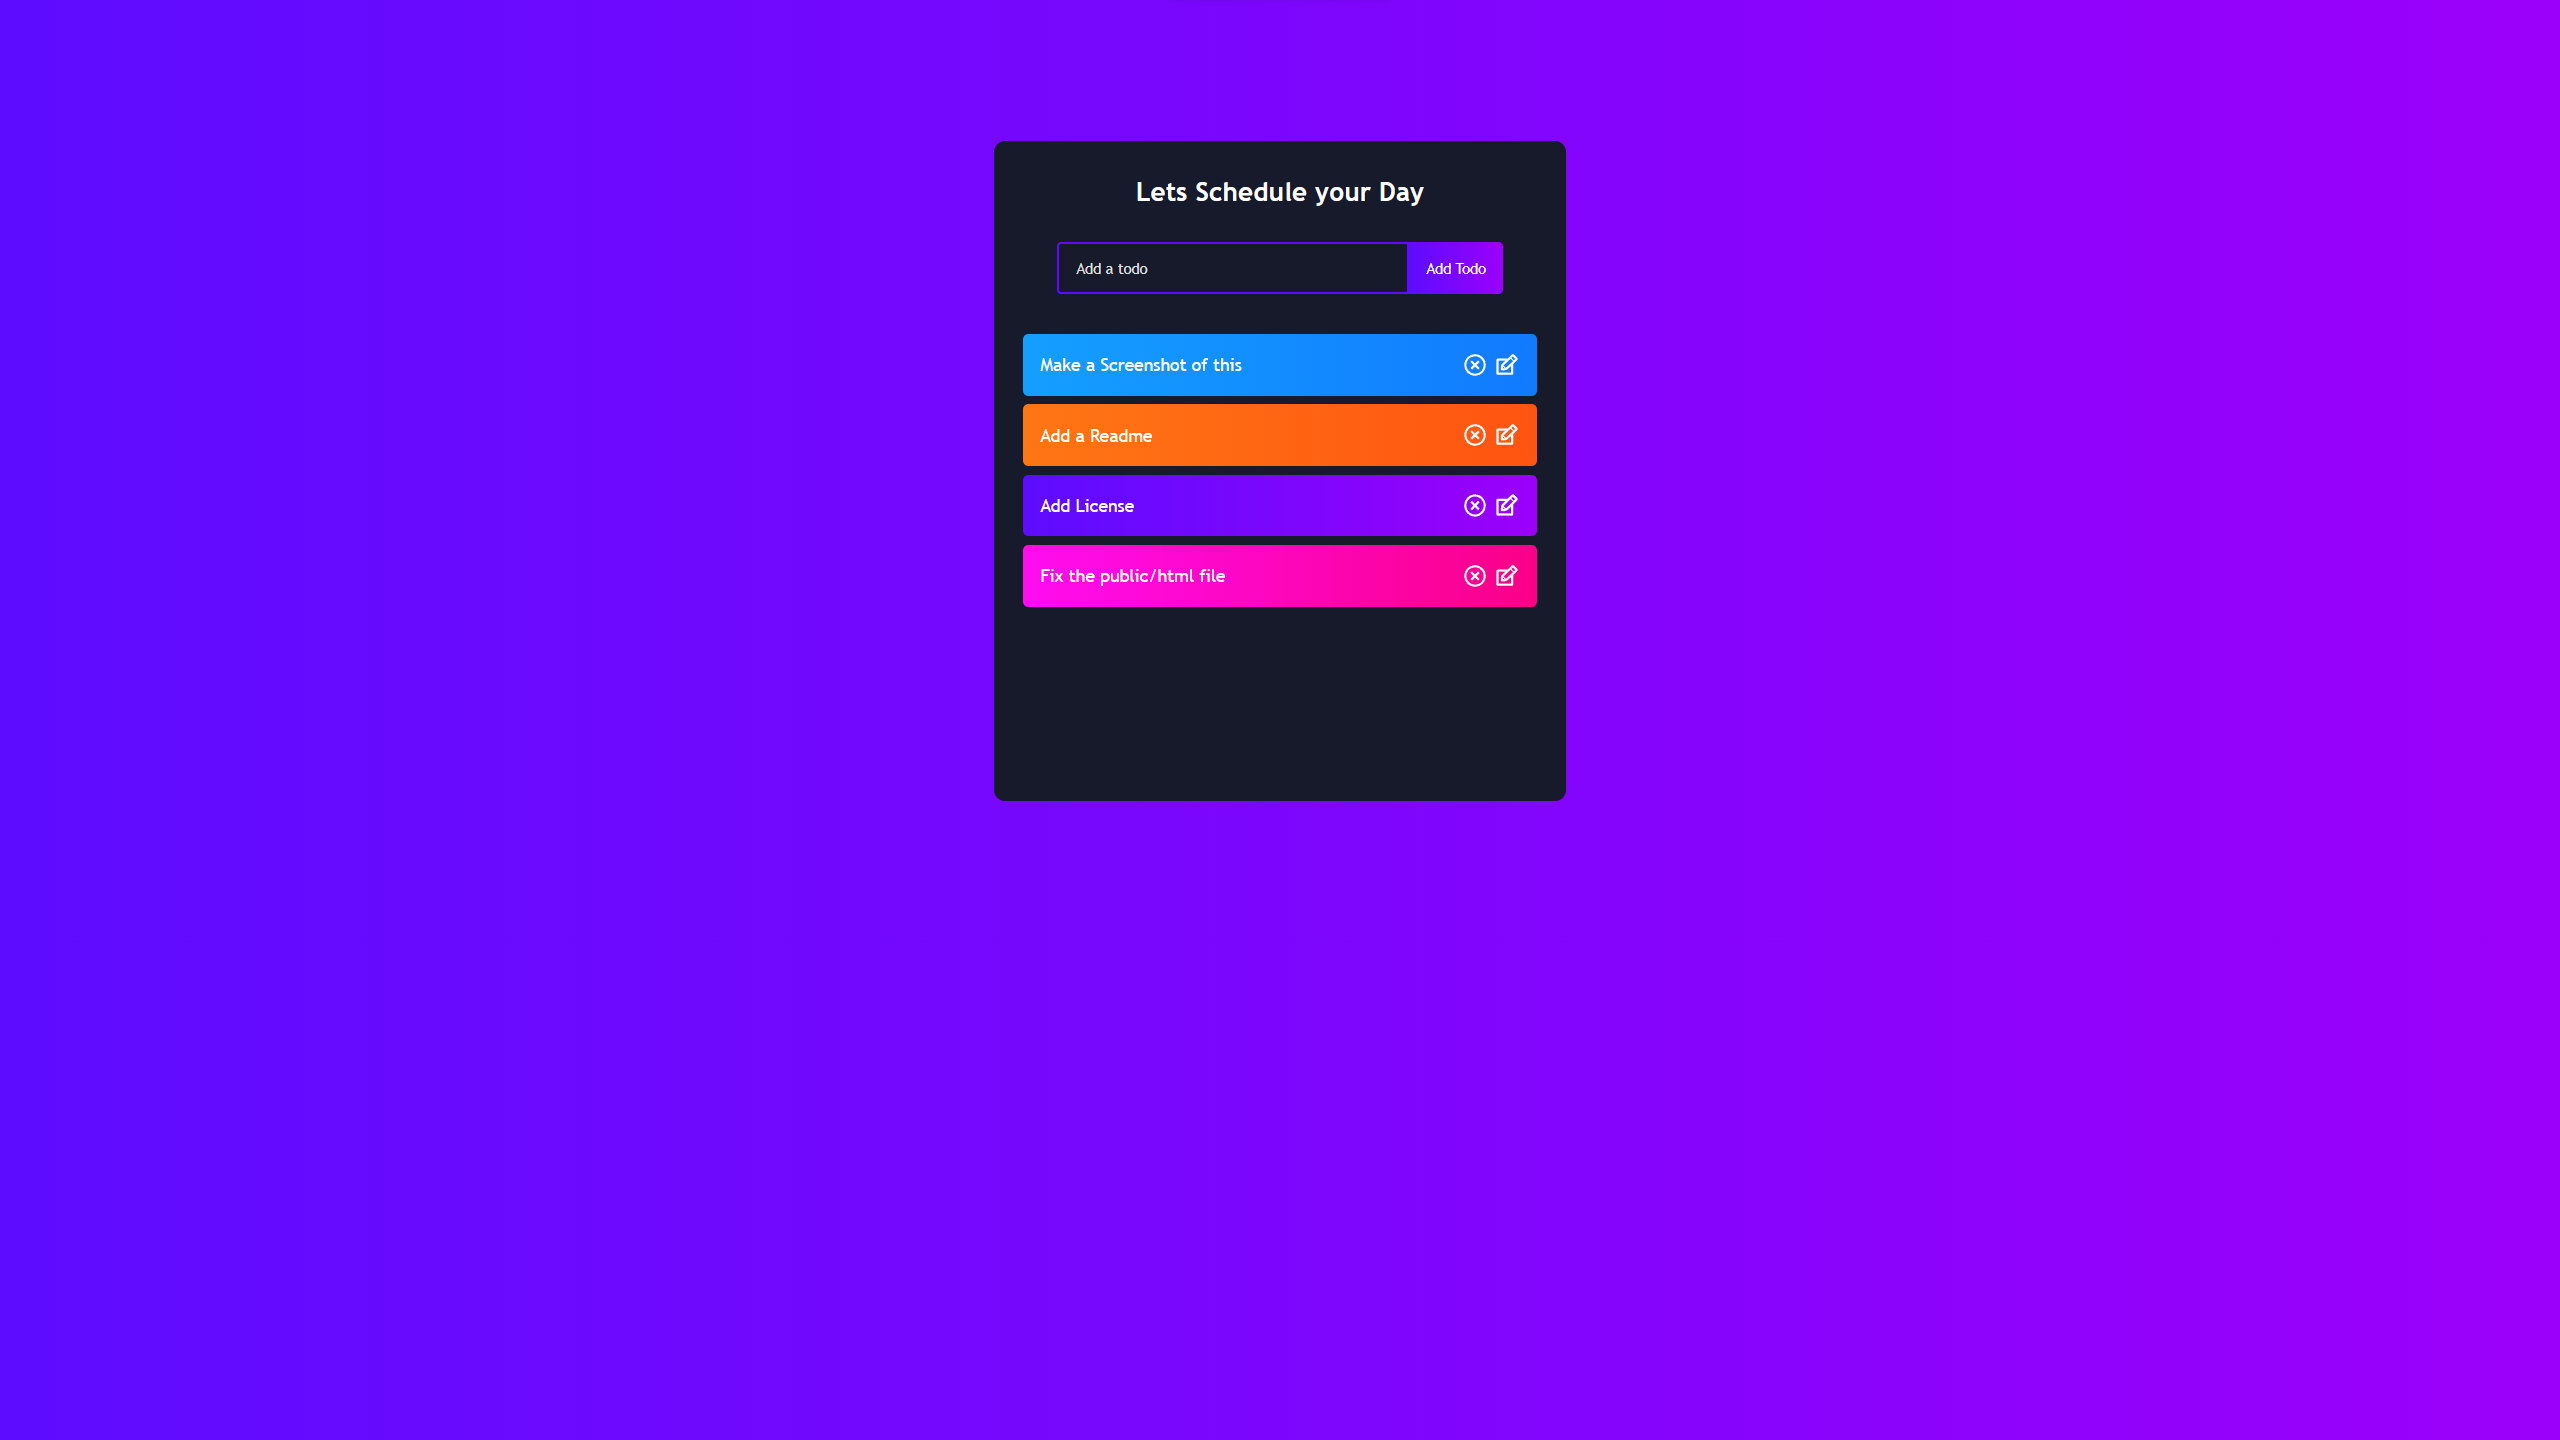 Lets Schedule your Day
Add a todo
Add Todo
Make a Screenshot of this
Add a Readme
Add License
Fix the public/html file